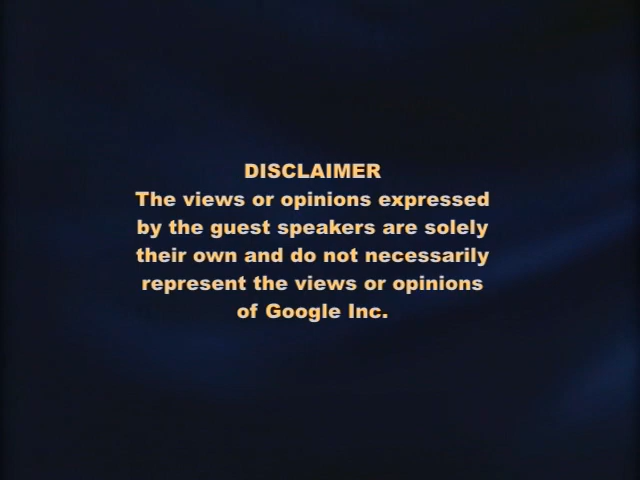 DISCLAIMER
The views or opinions expressed
by the guest speakers are solely
their own and do not necessarily
represent the views or opinions
of Google Inc.